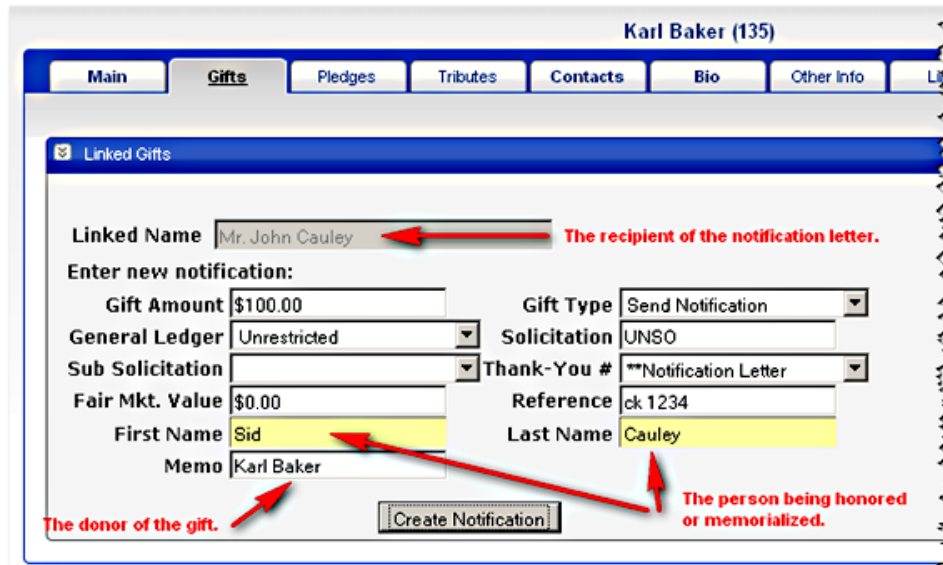 Karl Baker (135)
Main Gifts Pledges Tributes Contacts Bio Other Info
Linked Gifts
Linked Name Mr. John Cauley The recipient of the notification letter.
Enter new notification:
Gift Amount $100.00 Gift Type Send Notification
General Ledger Unrestricted Solicitation UNSO
Sub Solicitation Thank-You # **Notification Letter
Fair Mkt. Value $0.00 Reference ck 1234
First Name Sid Last Name Cauley
Memo Karl Baker
The donor of the gift. Create Notification The person being honored
or memorialized.